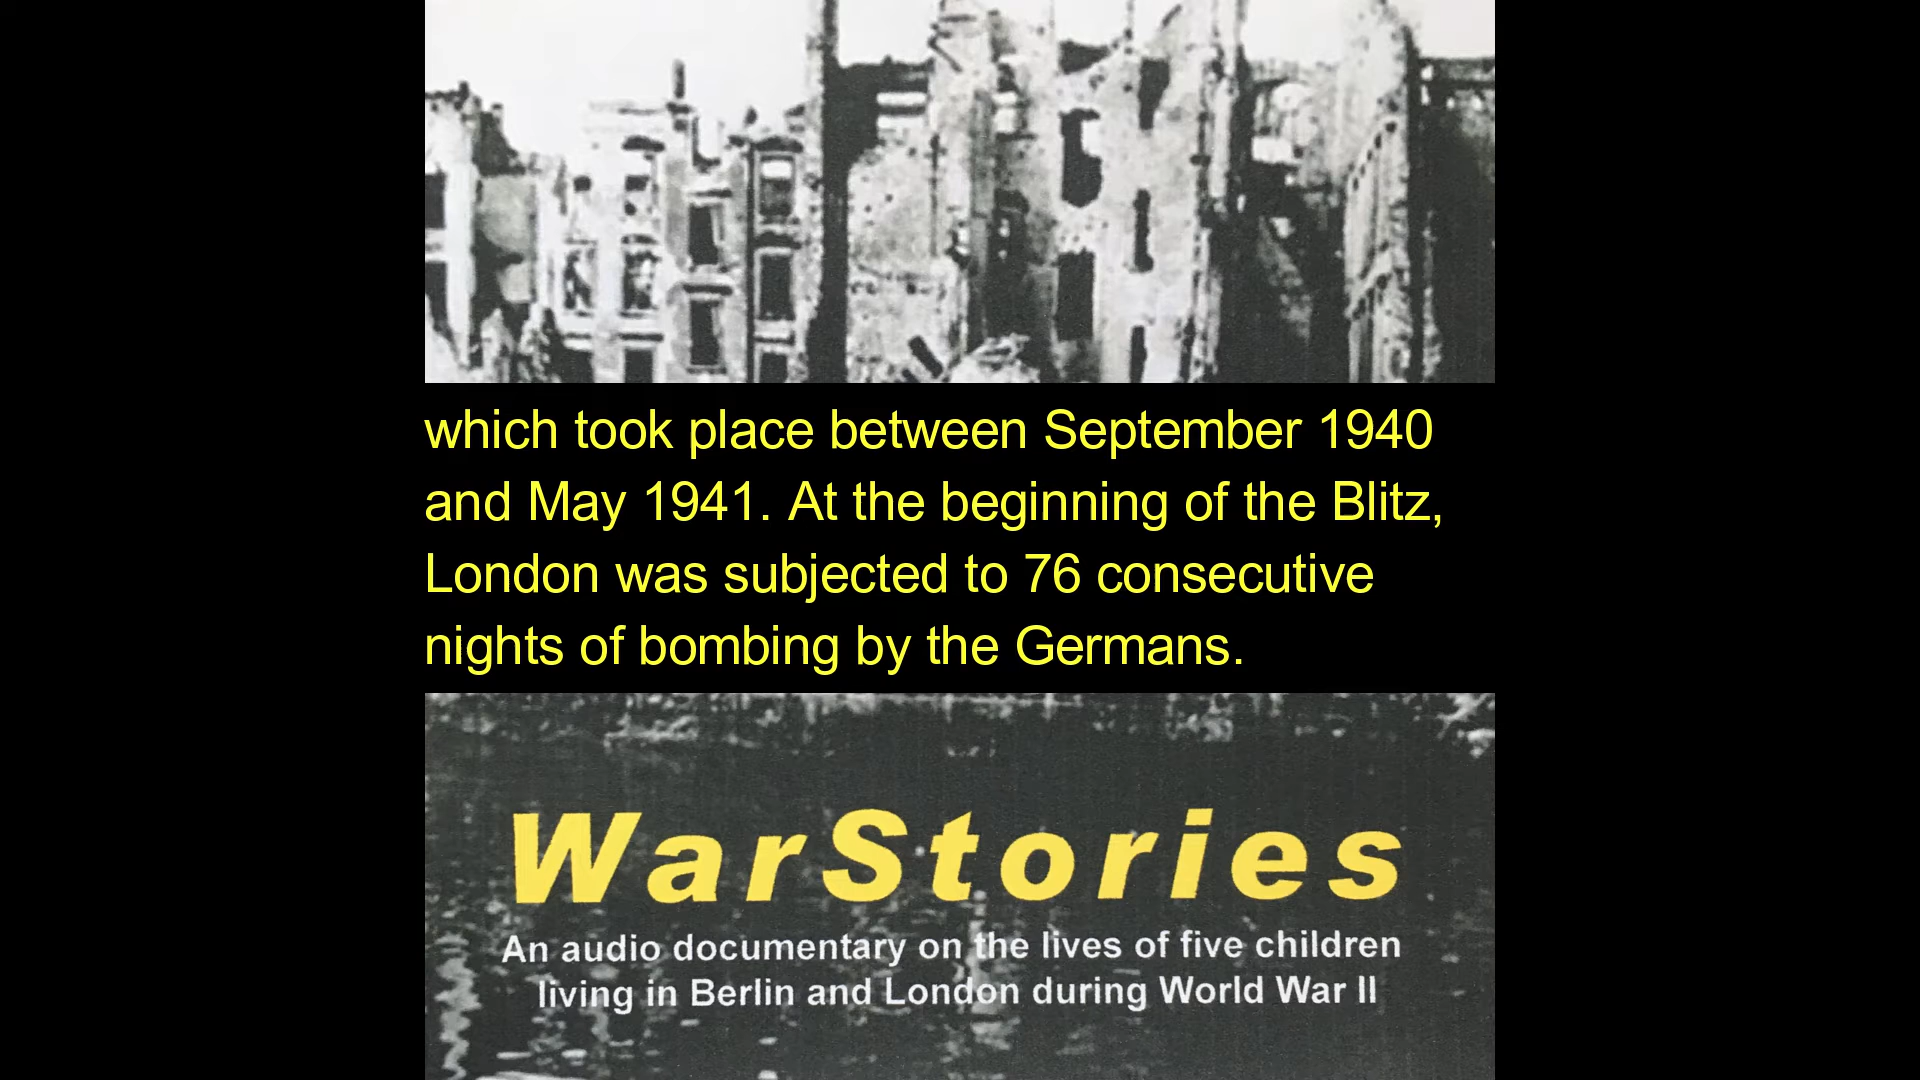 which took place between September 1940
and May 1941. At the beginning of the Blitz,
London was subjected to 76 consecutive
nights of bombing by the Germans.
WarStories
An audio documentary on the lives of five children
living in Berlin and London during World War II